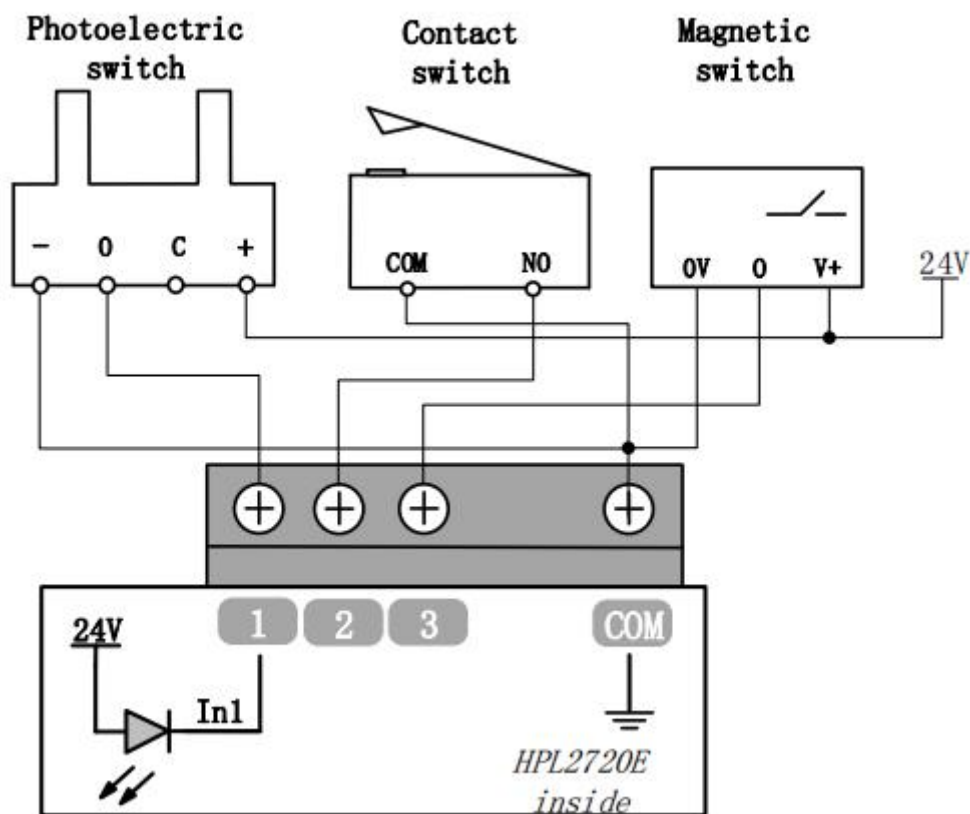 Photoelectric
switch
Contact
switch
Magnetic
switch
- O C +
COM NO
0V O V+
24V
1 2 3 COM
24V
In1
HPL2720E
inside